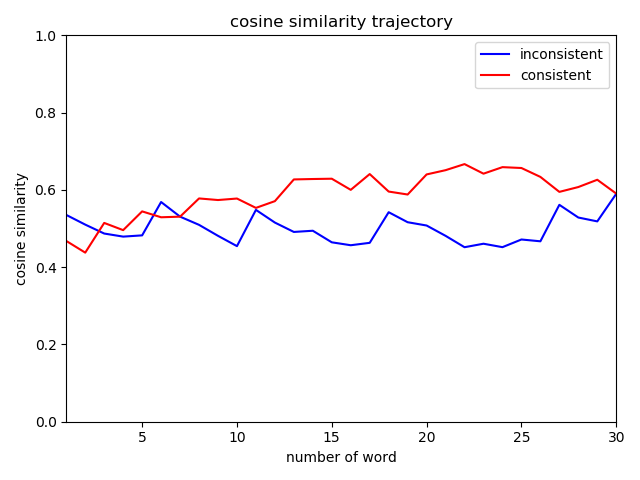 cosine similarity trajectory
inconsistent
consistent
1.0
0.8
0.6
0.4
0.2
0.0
cosine similarity
5
10
15
20
25
30
number of word